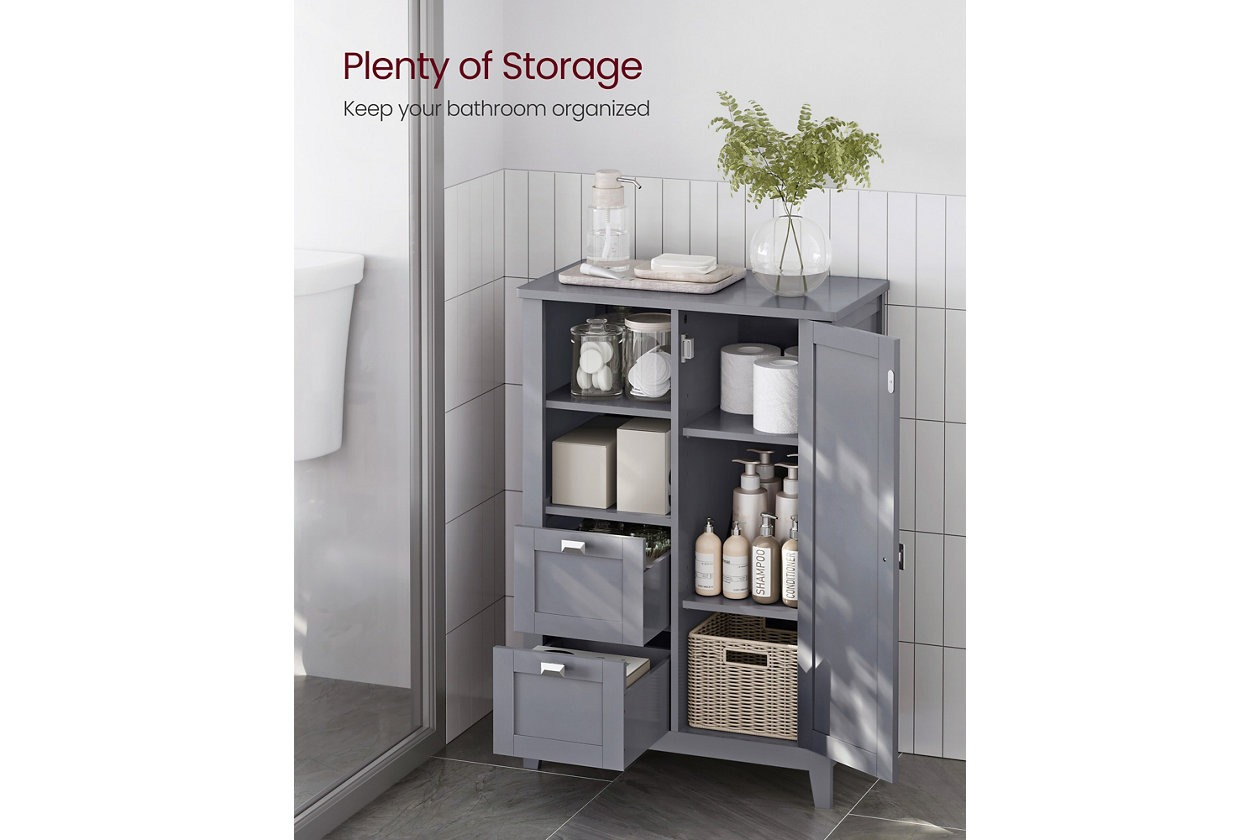 Plenty of Storage
Keep your bathroom organized
SHAMPOO
CONDITIONER